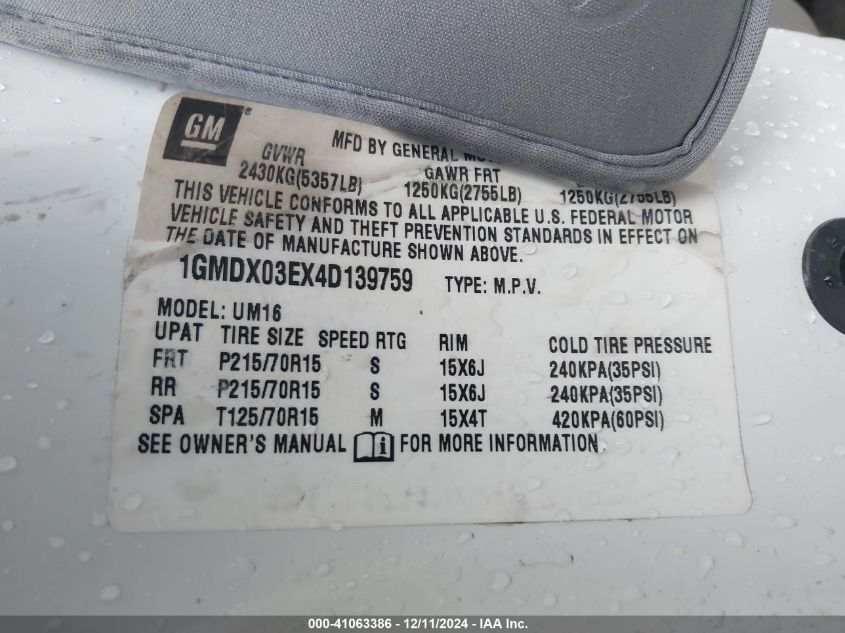 GM
®
MFD BY GENERAL
GVWR GAWR FRT
2430KG(5357LB) 1250KG(2755LB) 1250KG(2755LB)
THIS VEHICLE CONFORMS TO ALL APPLICABLE U.S. FEDERAL MOTOR
VEHICLE SAFETY AND THEFT PREVENTION STANDARDS IN EFFECT ON
THE DATE OF MANUFACTURE SHOWN ABOVE.
1GMDX03EX4D139759 TYPE: M.P.V.
MODEL: UM16
UPAT TIRE SIZE SPEED RTG RIM COLD TIRE PRESSURE
FRT P215/70R15 S 15X6J 240KPA(35PSI)
RR P215/70R15 S 15X6J 240KPA(35PSI)
SPA T125/70R15 M 15X4T 420KPA(60PSI)
SEE OWNER'S MANUAL i FOR MORE INFORMATION.
000-41063386 - 12/11/2024 - IAA Inc.